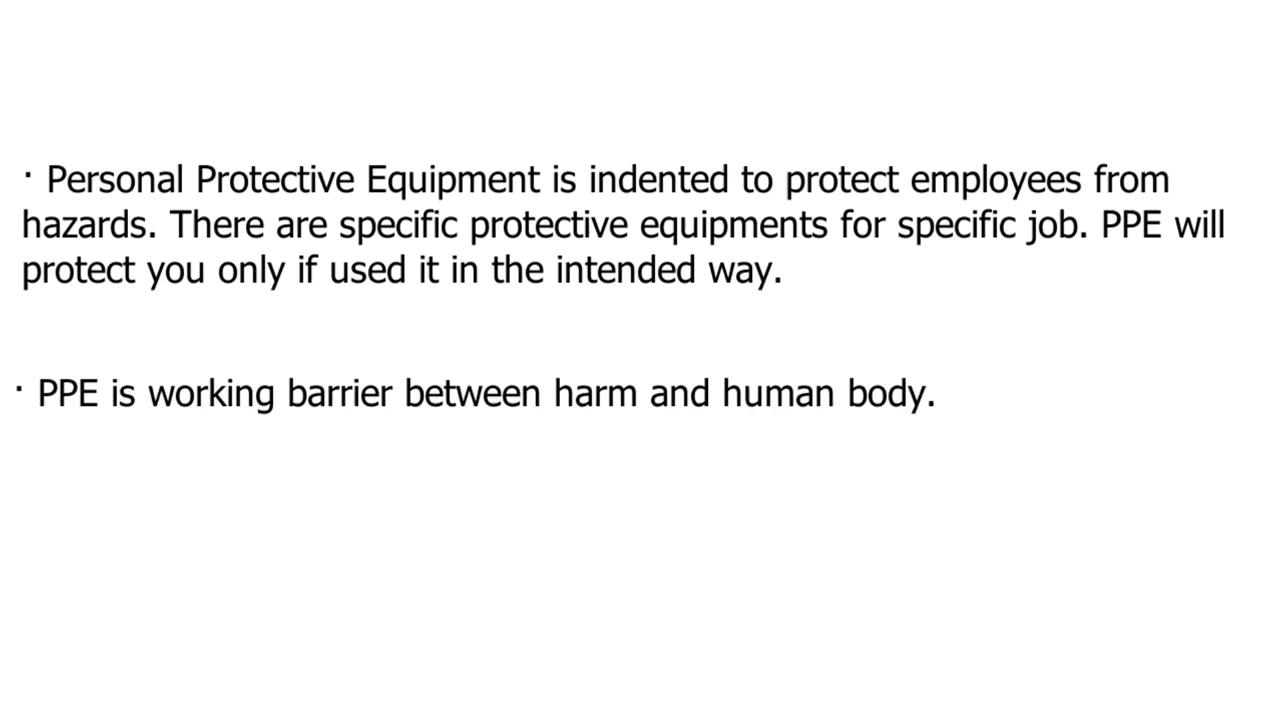 · Personal Protective Equipment is indented to protect employees from
hazards. There are specific protective equipments for specific job. PPE will
protect you only if used it in the intended way.
· PPE is working barrier between harm and human body.